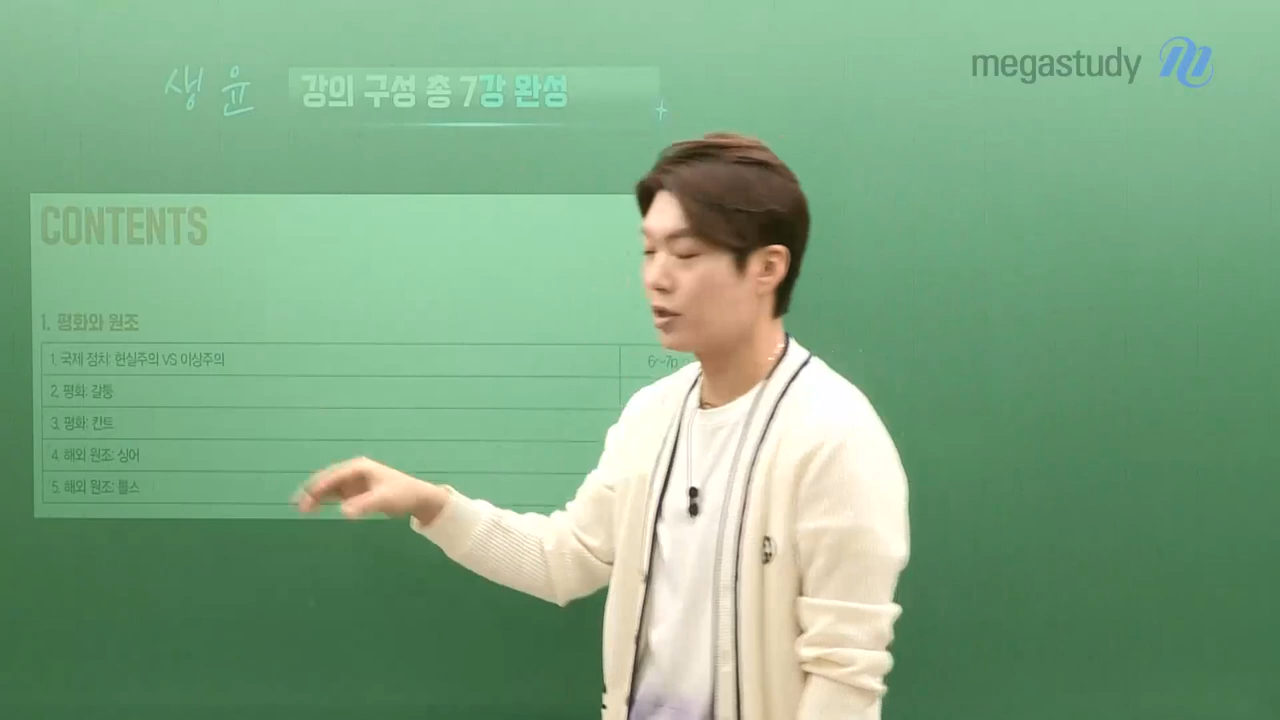 megastudy
생윤 강의 구성 총 7강 완성
CONTENTS
1. 평화와 원조
1. 국제 정치: 현실주의 VS 이상주의 6~7p
2. 평화: 갈퉁
3. 평화: 칸트
4. 해외 원조: 싱어
5. 해외 원조: 롤스